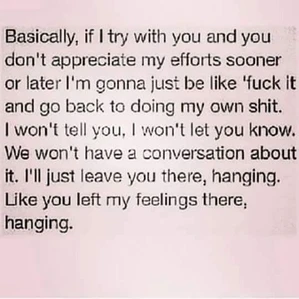 Basically, if I try with you and you
don't appreciate my efforts sooner
or later I'm gonna just be like 'fuck it
and go back to doing my own shit.
I won't tell you, I won't let you know.
We won't have a conversation about
it. I'll just leave you there, hanging.
Like you left my feelings there,
hanging.